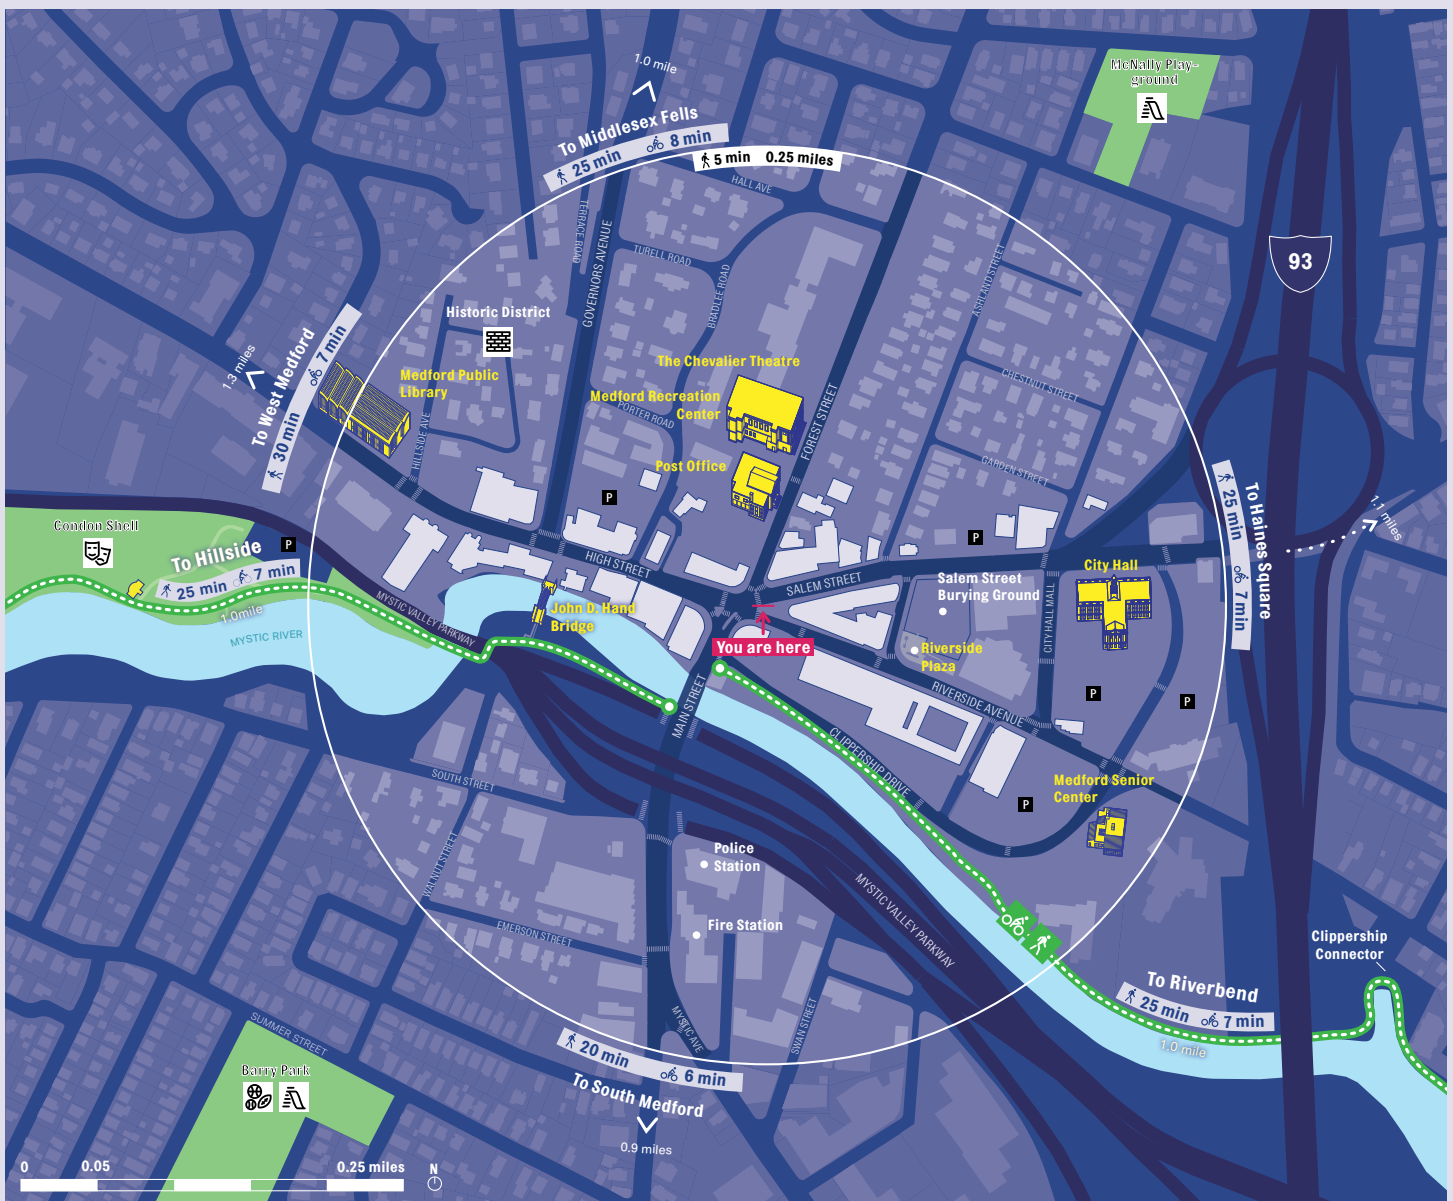 1.0 mile
To Middlesex Fells
25 min 8 min
5 min 0.25 miles
McNally Play-
ground
HALL AVE
TERRACE ROAD
GOVERNORS AVENUE
TURELL ROAD
BRADLEE ROAD
ASHLAND STREET
93
Historic District
1.3 miles
To West Medford
30 min 7 min
Medford Public
Library
HILLSIDE AVE
The Chevalier Theatre
Medford Recreation
Center
PORTER ROAD
FOREST STREET
CHESTNUT STREET
Post Office
GARDEN STREET
P
P
P
Condon Shell
To Hillside
25 min 7 min
1.0mile
MYSTIC RIVER
MYSTIC VALLEY PARKWAY
HIGH STREET
John D. Hand
Bridge
SALEM STREET
Salem Street
Burying Ground
City Hall
CITY HALL MALL
To Haines Square
25 min 7 min
1.1 miles
You are here
Riverside
Plaza
RIVERSIDE AVENUE
P
P
MAIN STREET
CLIPPERSHIP DRIVE
SOUTH STREET
Medford Senior
Center
P
WALNUT STREET
Police
Station
MYSTIC VALLEY PARKWAY
EMERSON STREET
Fire Station
Clippership
Connector
To Riverbend
25 min 7 min
1.0 mile
MYSTIC AVE
SWAN STREET
SUMMER STREET
Barry Park
20 min 6 min
To South Medford
0.9 miles
0 0.05 0.25 miles
N